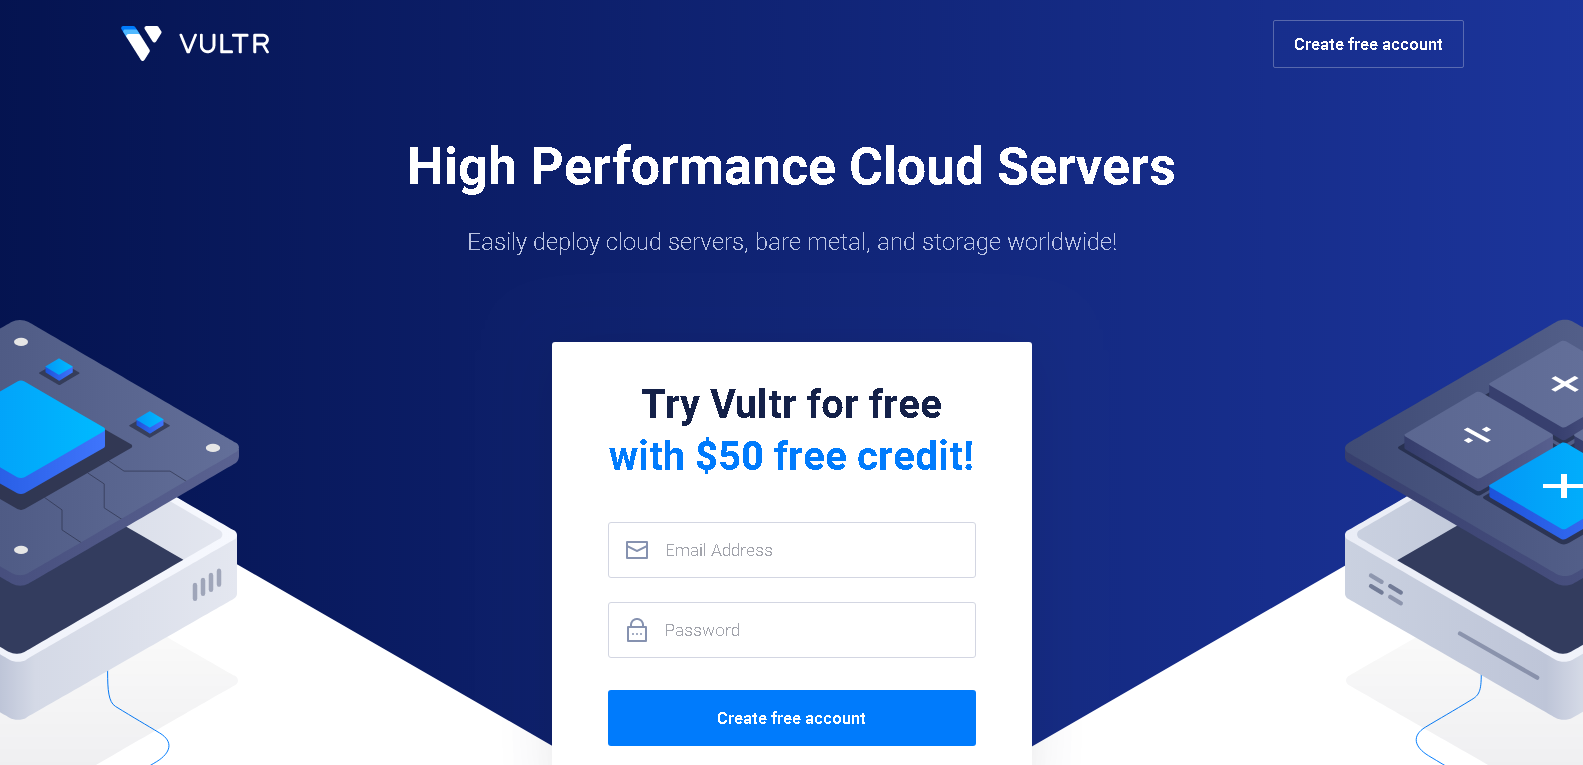 VULTR
Create free account
High Performance Cloud Servers
Easily deploy cloud servers, bare metal, and storage worldwide!
Try Vultr for free
with $50 free credit!
Email Address
Password
Create free account